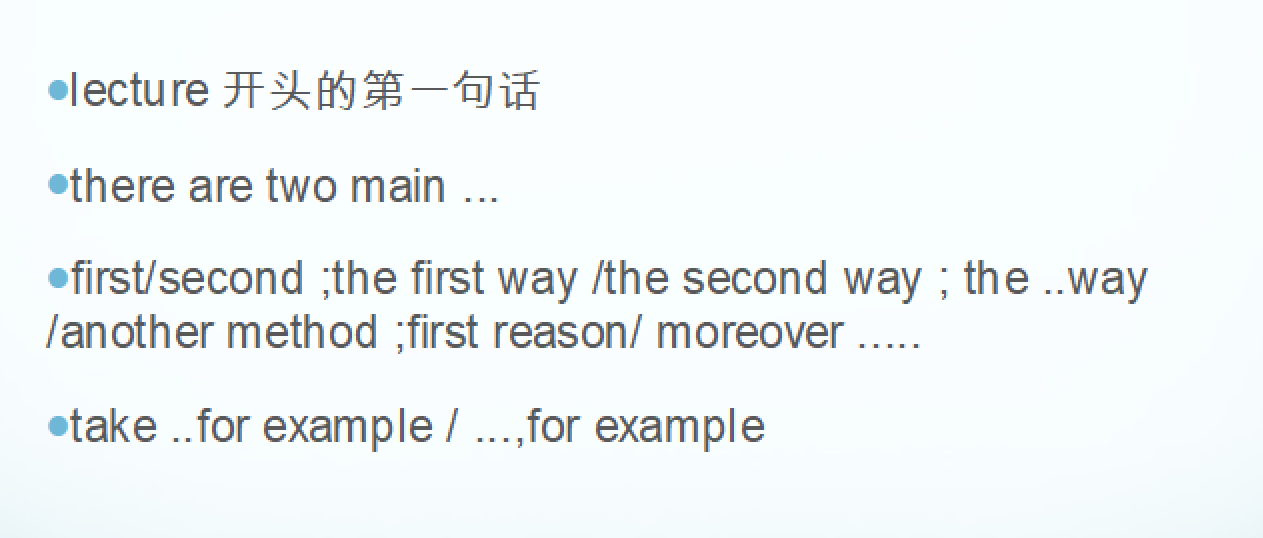 ●lecture 开头的第一句话
●there are two main ...
●first/second ;the first way /the second way ; the ..way
/another method ;first reason/ moreover .....
●take ..for example / ...,for example